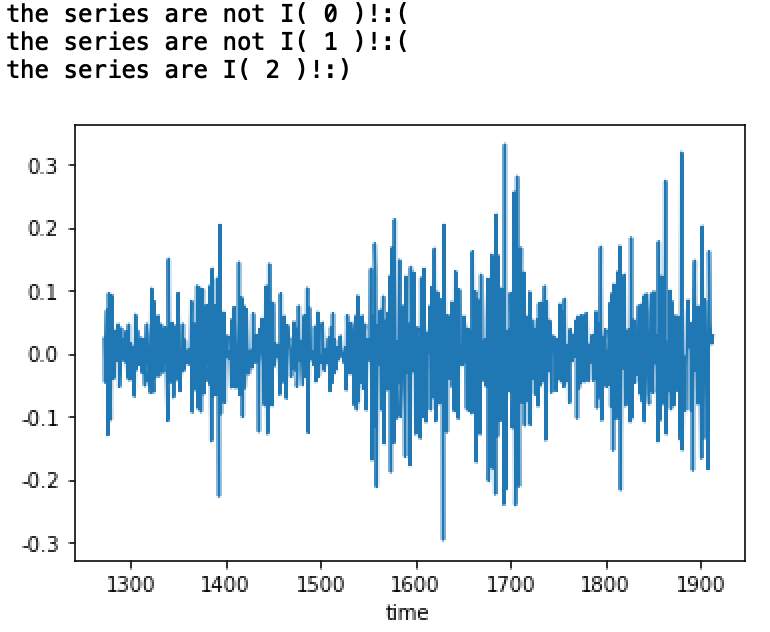 the series are not I( 0 )!:(
the series are not I( 1 )!:(
the series are I( 2 )!:)
0.3
0.2
0.1
0.0
-0.1
-0.2
-0.3
1300 1400 1500 1600 1700 1800 1900
time